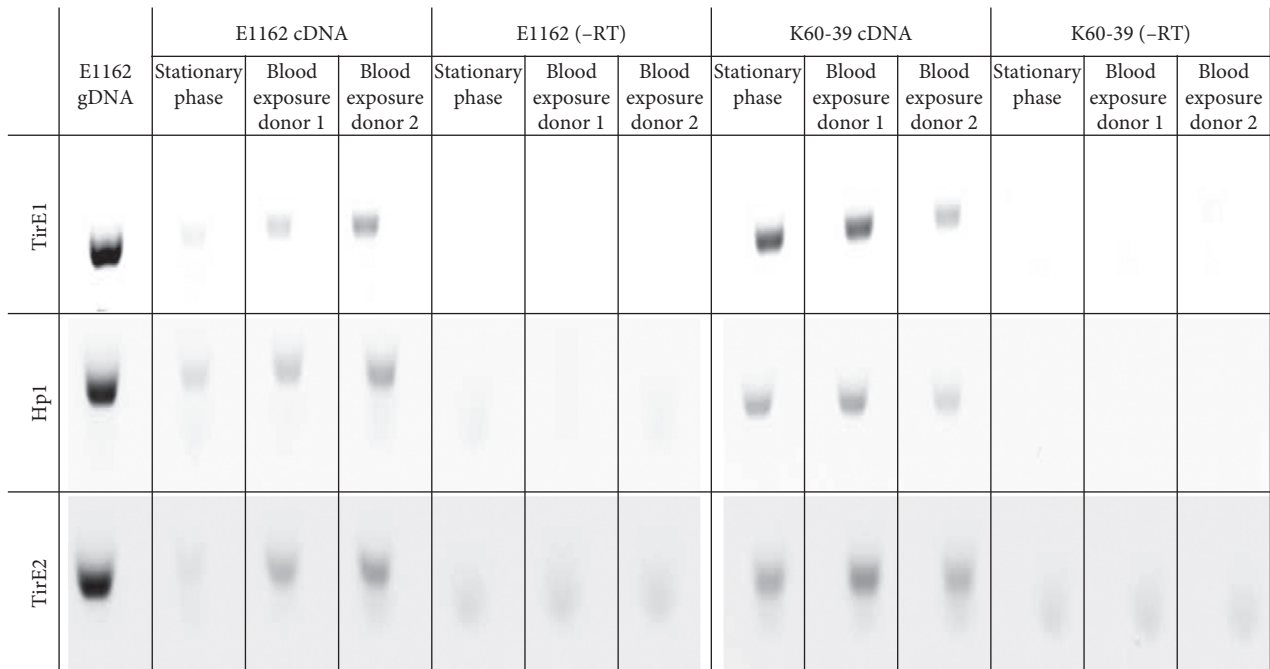 E1162 cDNA
E1162 (–RT)
K60-39 cDNA
K60-39 (–RT)
E1162
gDNA
Stationary
phase
Blood
exposure
donor 1
Blood
exposure
donor 2
Stationary
phase
Blood
exposure
donor 1
Blood
exposure
donor 2
Stationary
phase
Blood
exposure
donor 1
Blood
exposure
donor 2
Stationary
phase
Blood
exposure
donor 1
Blood
exposure
donor 2
TirE1
Hp1
TirE2